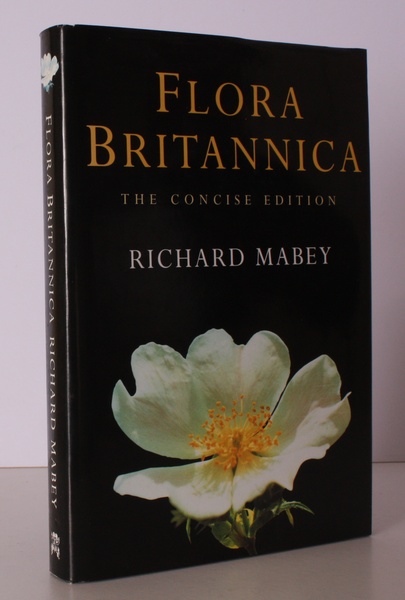 FLORA
BRITANNICA
THE CONCISE EDITION
RICHARD MABEY
FLORA BRITANNICA RICHARD MABEY